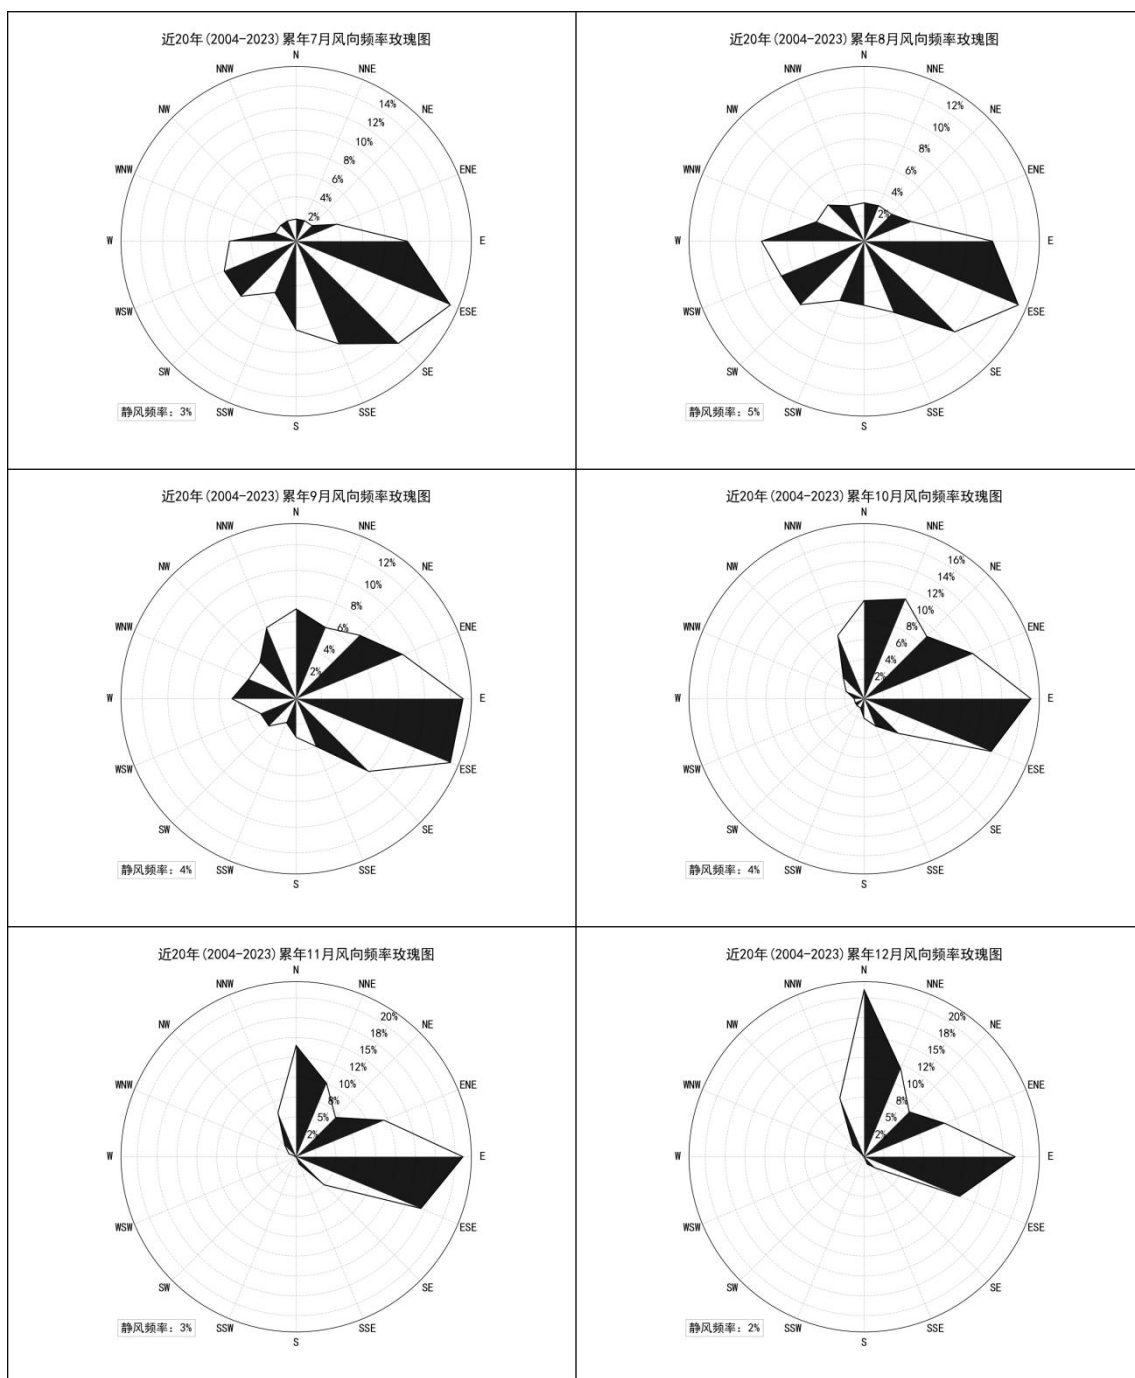 近20年(2004-2023)累年7月风向频率玫瑰图
N
NNW
NNE
NW
NE
14%
12%
10%
8%
6%
4%
2%
WNW
ENE
W
E
WSW
ESE
SW
SE
SSW
SSE
S
静风频率：3%
近20年(2004-2023)累年8月风向频率玫瑰图
N
NNW
NNE
NW
NE
12%
10%
8%
6%
4%
2%
WNW
ENE
W
E
WSW
ESE
SW
SE
SSW
SSE
S
静风频率：5%
近20年(2004-2023)累年9月风向频率玫瑰图
N
NNW
NNE
NW
NE
12%
10%
8%
6%
4%
2%
WNW
ENE
W
E
WSW
ESE
SW
SE
SSW
SSE
S
静风频率：4%
近20年(2004-2023)累年10月风向频率玫瑰图
N
NNW
NNE
NW
NE
16%
14%
12%
10%
8%
6%
4%
2%
WNW
ENE
W
E
WSW
ESE
SW
SE
SSW
SSE
S
静风频率：4%
近20年(2004-2023)累年11月风向频率玫瑰图
N
NNW
NNE
NW
NE
20%
18%
15%
12%
10%
8%
5%
2%
WNW
ENE
W
E
WSW
ESE
SW
SE
SSW
SSE
S
静风频率：3%
近20年(2004-2023)累年12月风向频率玫瑰图
N
NNW
NNE
NW
NE
20%
18%
15%
12%
10%
8%
5%
2%
WNW
ENE
W
E
WSW
ESE
SW
SE
SSW
SSE
S
静风频率：2%